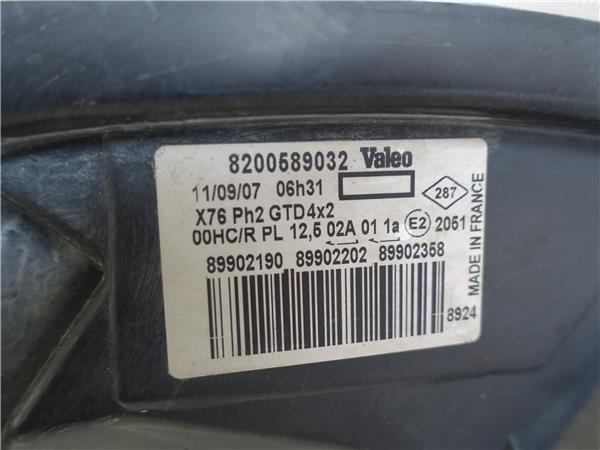 8200589032 Valeo
11/09/07 06h31
287
X76 Ph2 GTD4x2
00HC/R PL 12,5 02A 01 1a E2 2051
89902190 89902202 89902358
8924
MADE IN FRANCE